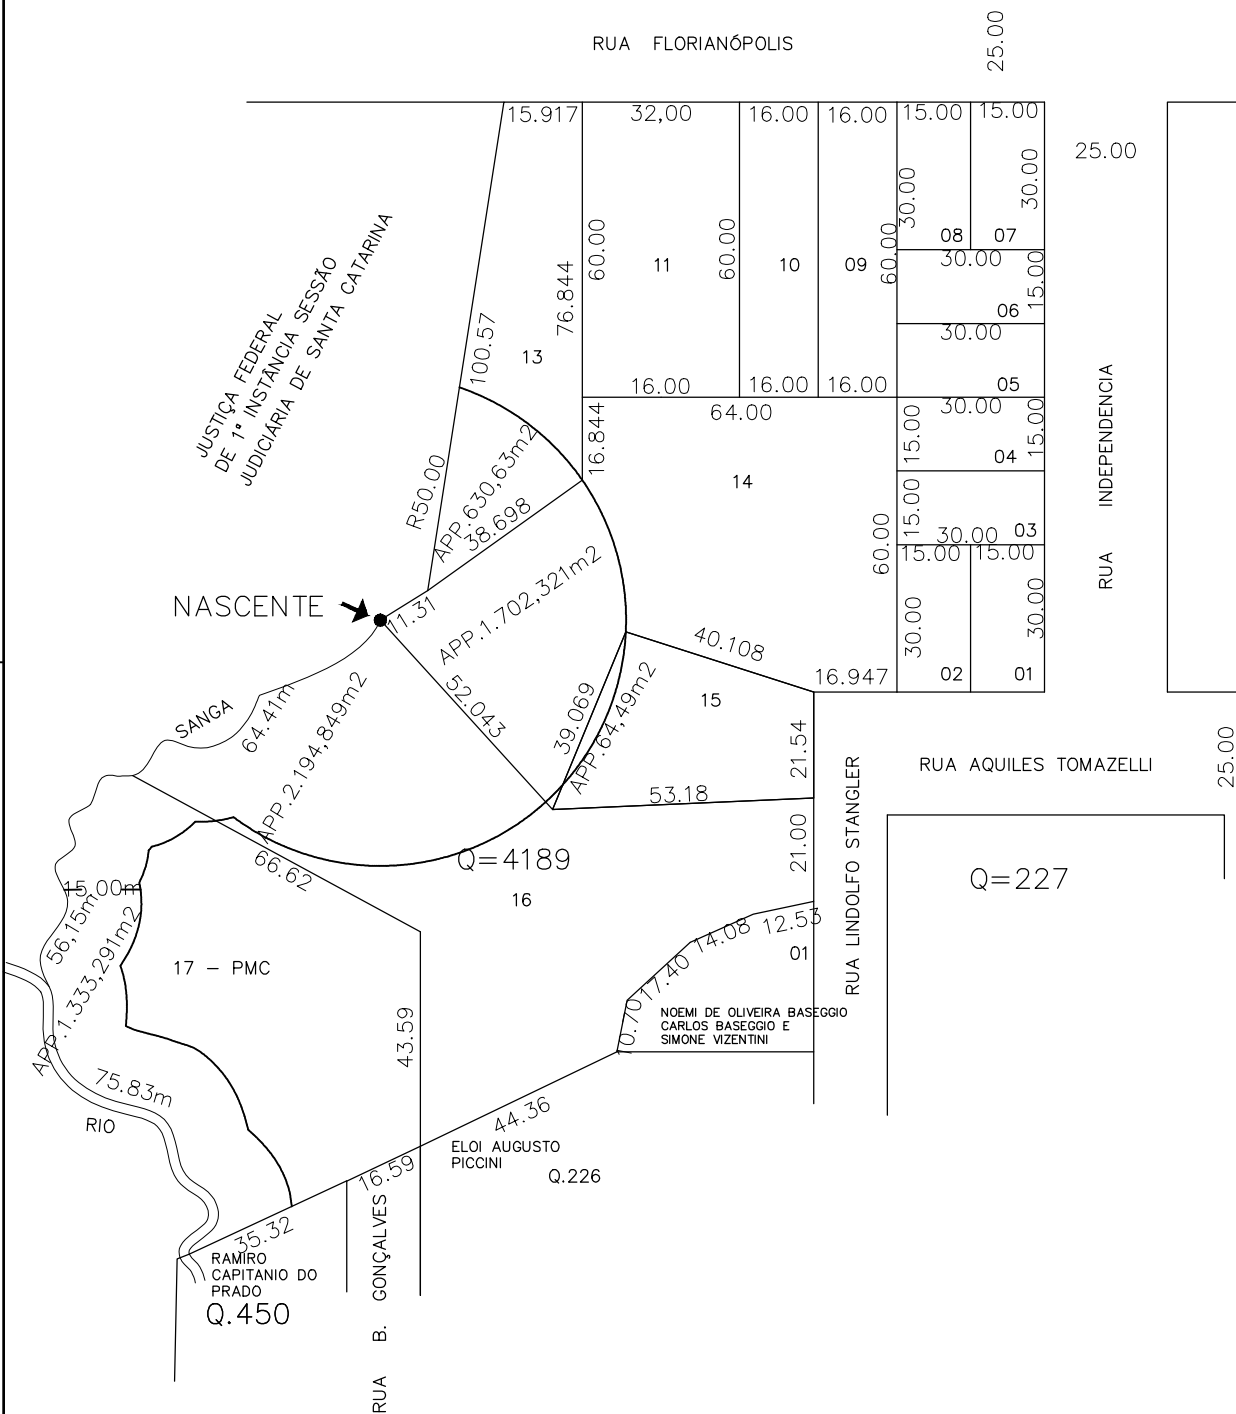 RUA FLORIANÓPOLIS
25.00
15.917
32,00
16.00
16.00
15.00
15.00
25.00
30.00
30.00
60.00
60.00
60.00
76.844
08
07
30.00
11
10
09
15.00
06
30.00
100.57
13
JUSTIÇA FEDERAL
DE 1ª INSTÂNCIA SESSÃO
JUDICIÁRIA DE SANTA CATARINA
16.00
16.00
16.00
05
30.00
64.00
16.844
15.00
15.00
04
14
RUA INDEPENDENCIA
R50.00
APP.630,63m2
38.698
15.00
30.00
03
60.00
15.00
15.00
NASCENTE
11.31
APP.1.702,321m2
30.00
30.00
40.108
16.947
02
01
52.043
39.069
APP.64,49m2
15
SANGA
64.41m
APP.2.194,849m2
21.54
53.18
RUA AQUILES TOMAZELLI
25.00
RUA LINDOLFO STANGLER
21.00
Q=4189
66.62
16
Q=227
15.00m
56,15m
APP.1.333,291m2
12.53
14.08
17.40
10.70
01
17 - PMC
NOEMI DE OLIVEIRA BASEGGIO
CARLOS BASEGGIO E
SIMONE VIZENTINI
43.59
75.83m
RIO
44.36
ELOI AUGUSTO
PICCINI
Q.226
16.59
35.32
RAMIRO
CAPITANIO DO
PRADO
Q.450
RUA B. GONÇALVES